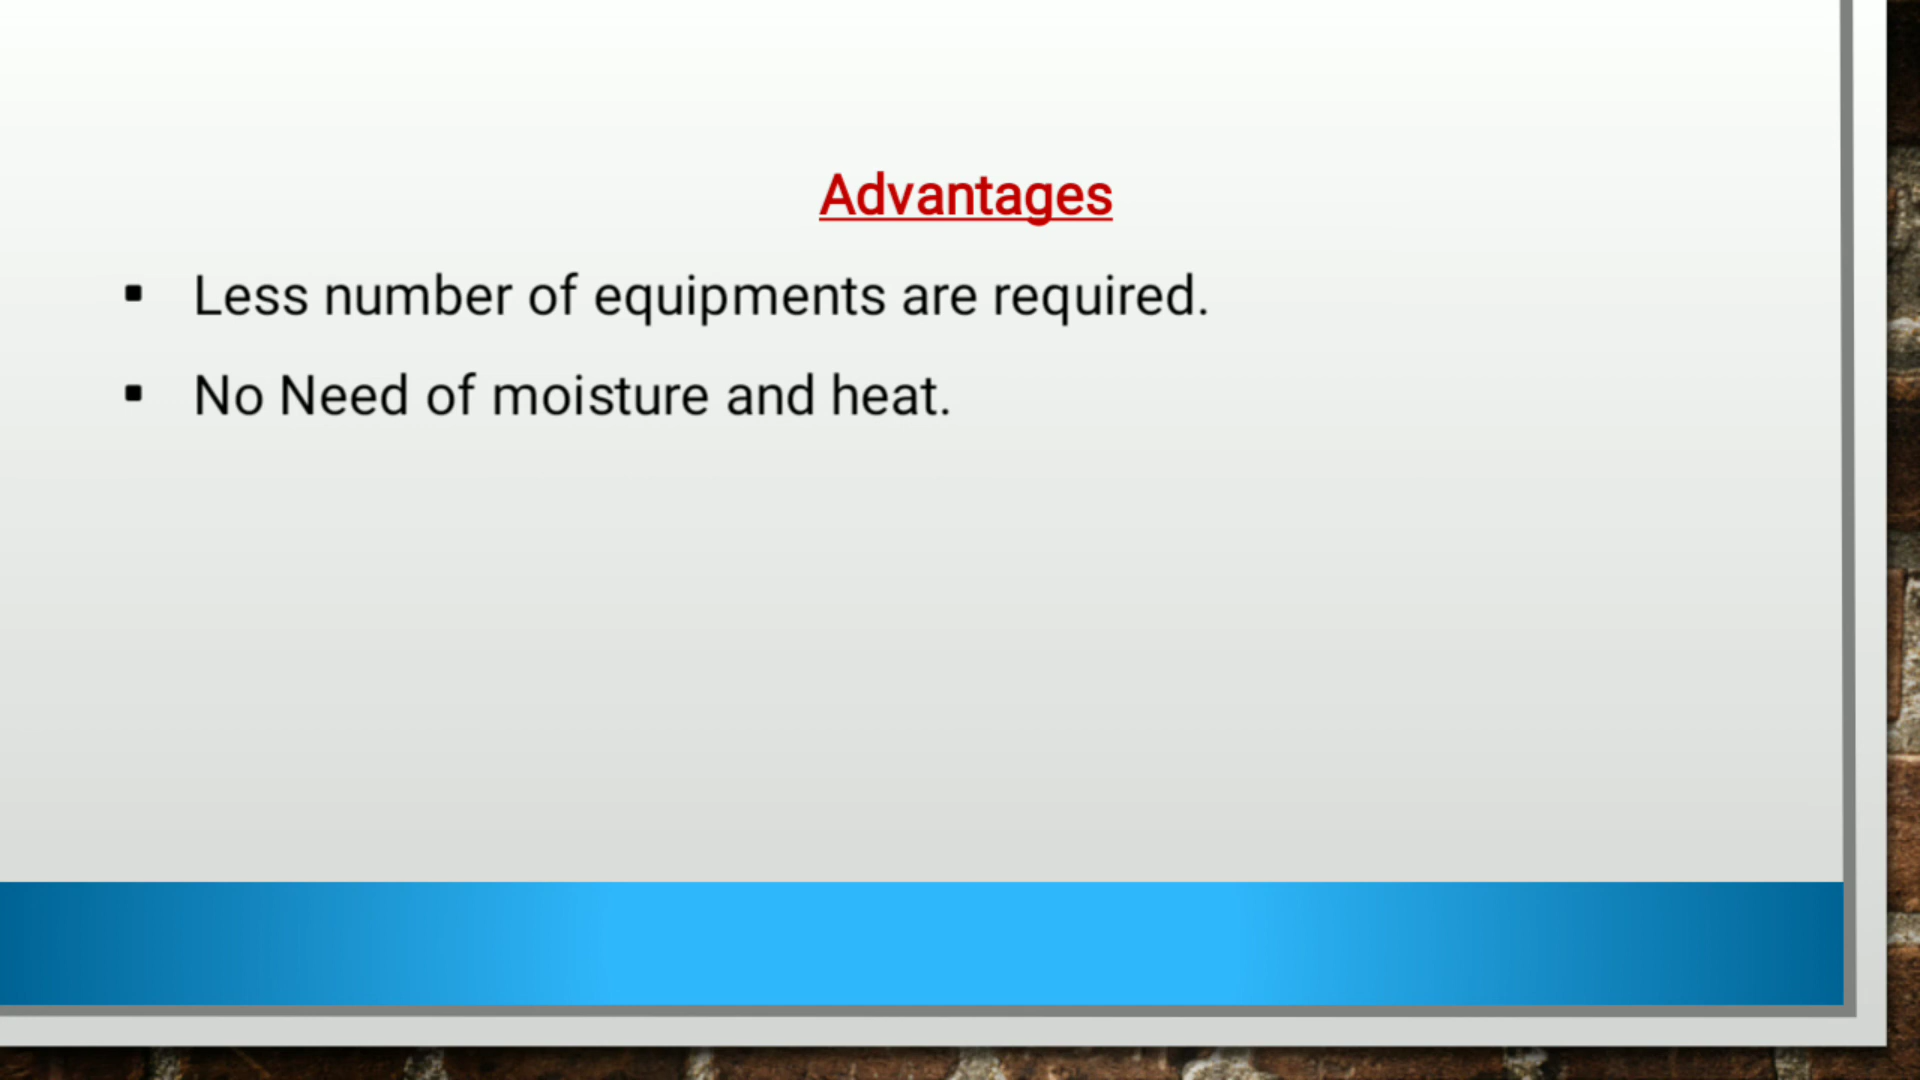 Advantages
▪ Less number of equipments are required.
▪ No Need of moisture and heat.